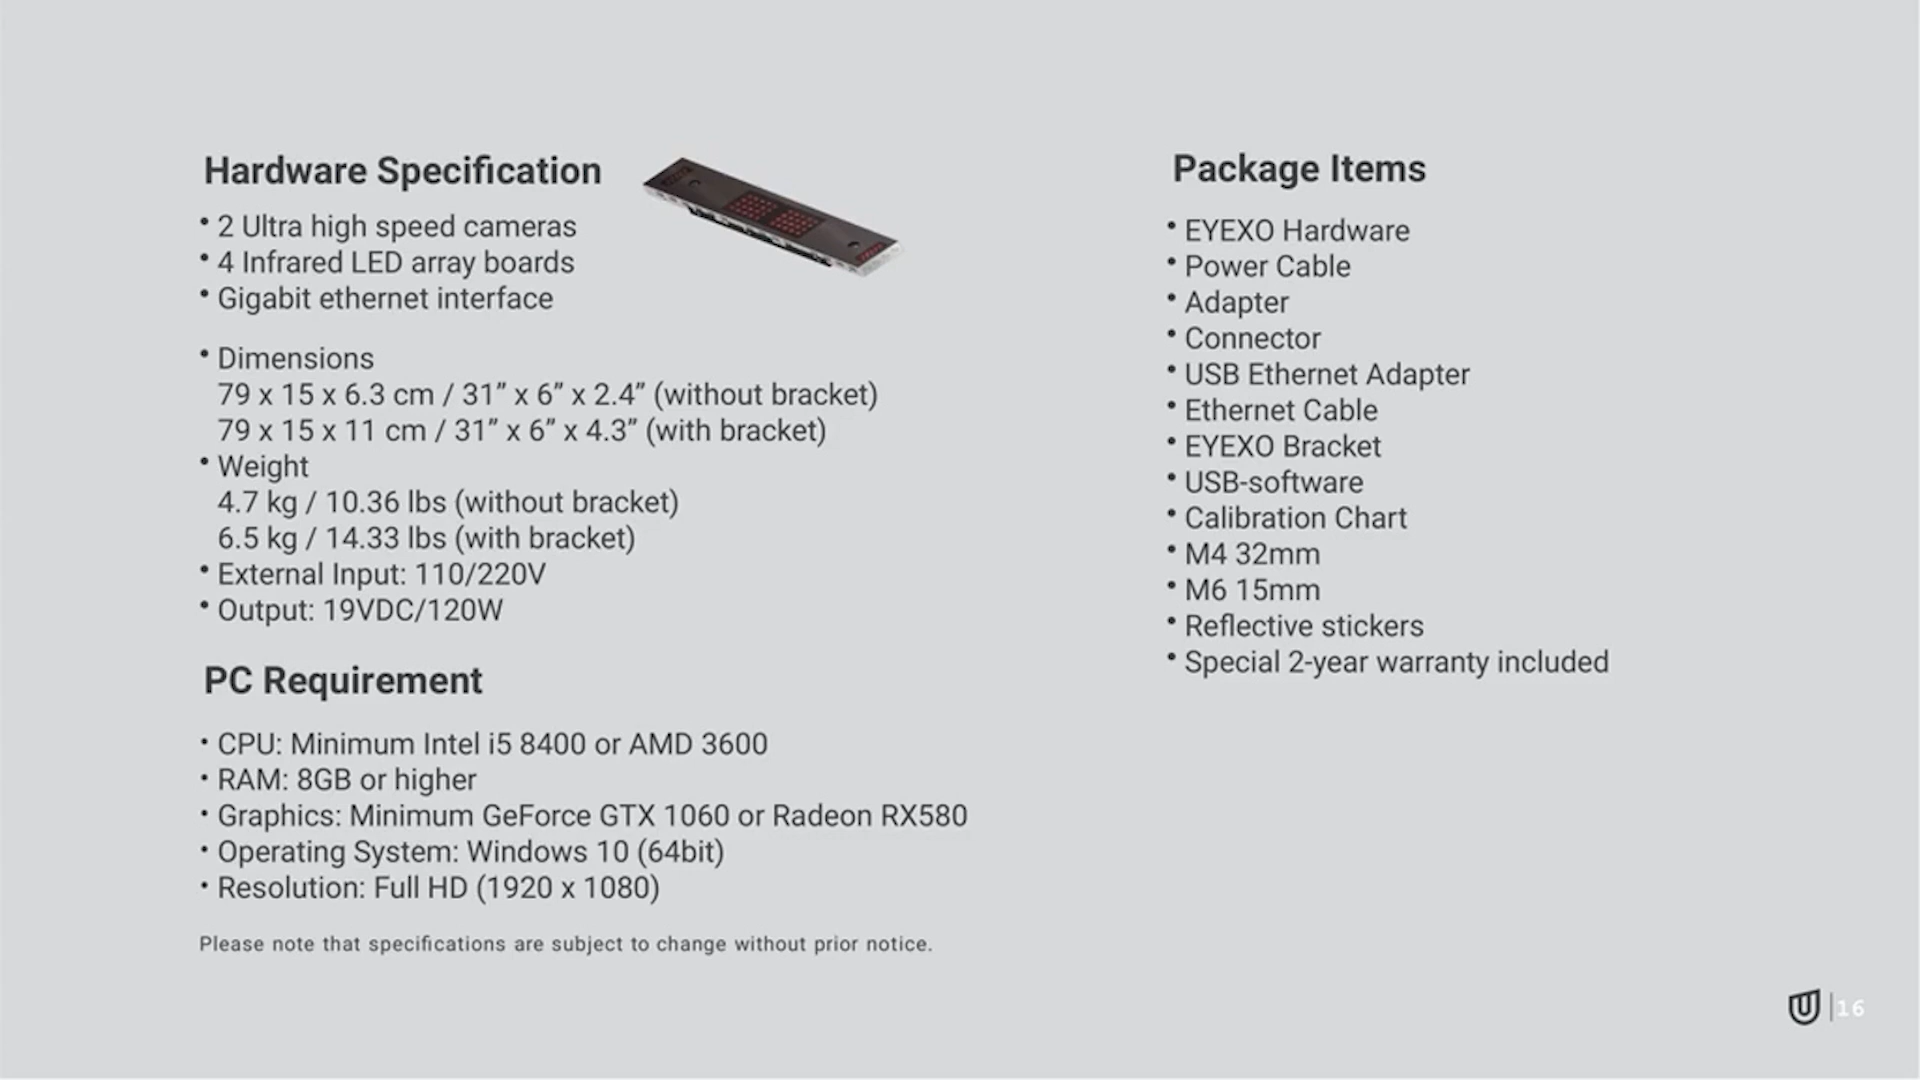 Hardware Specification
• 2 Ultra high speed cameras
• 4 Infrared LED array boards
• Gigabit ethernet interface
• Dimensions
79 x 15 x 6.3 cm / 31” x 6” x 2.4” (without bracket)
79 x 15 x 11 cm / 31” x 6” x 4.3” (with bracket)
• Weight
4.7 kg / 10.36 lbs (without bracket)
6.5 kg / 14.33 lbs (with bracket)
• External Input: 110/220V
• Output: 19VDC/120W
PC Requirement
• CPU: Minimum Intel i5 8400 or AMD 3600
• RAM: 8GB or higher
• Graphics: Minimum GeForce GTX 1060 or Radeon RX580
• Operating System: Windows 10 (64bit)
• Resolution: Full HD (1920 x 1080)
Please note that specifications are subject to change without prior notice.
Package Items
• EYEXO Hardware
• Power Cable
• Adapter
• Connector
• USB Ethernet Adapter
• Ethernet Cable
• EYEXO Bracket
• USB-software
• Calibration Chart
• M4 32mm
• M6 15mm
• Reflective stickers
• Special 2-year warranty included
16